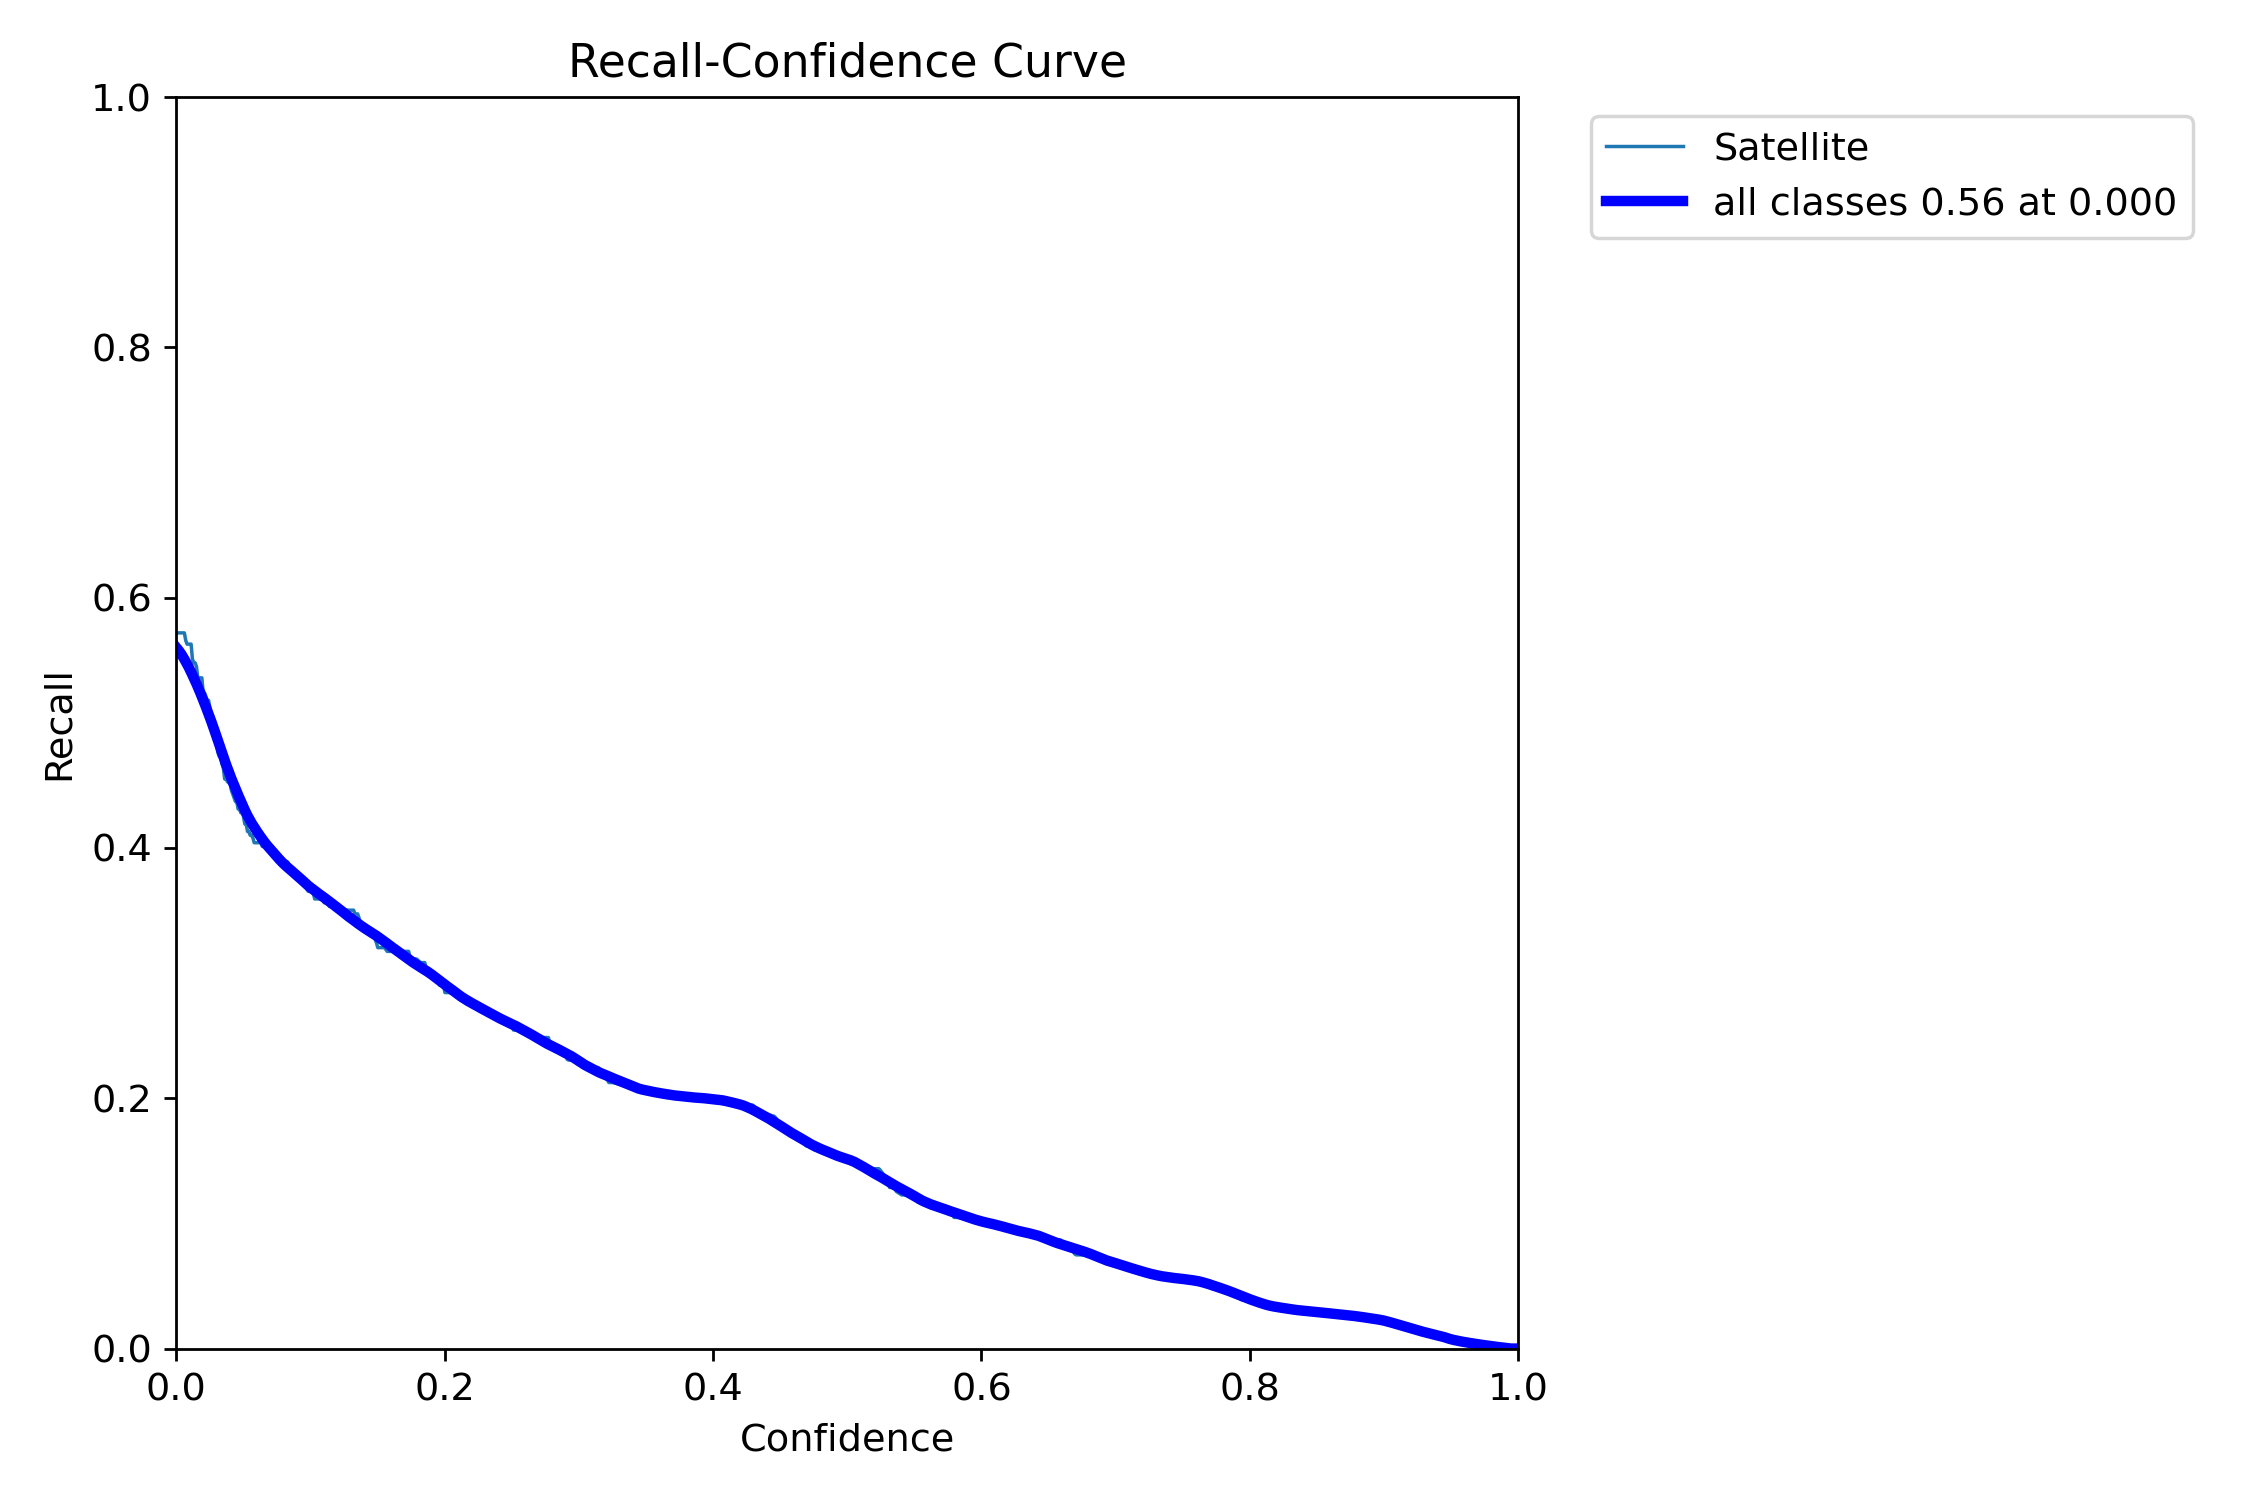 Recall-Confidence Curve
Satellite
all classes 0.56 at 0.000
1.0
0.8
0.6
0.4
0.2
0.0
Recall
0.0 0.2 0.4 0.6 0.8 1.0
Confidence